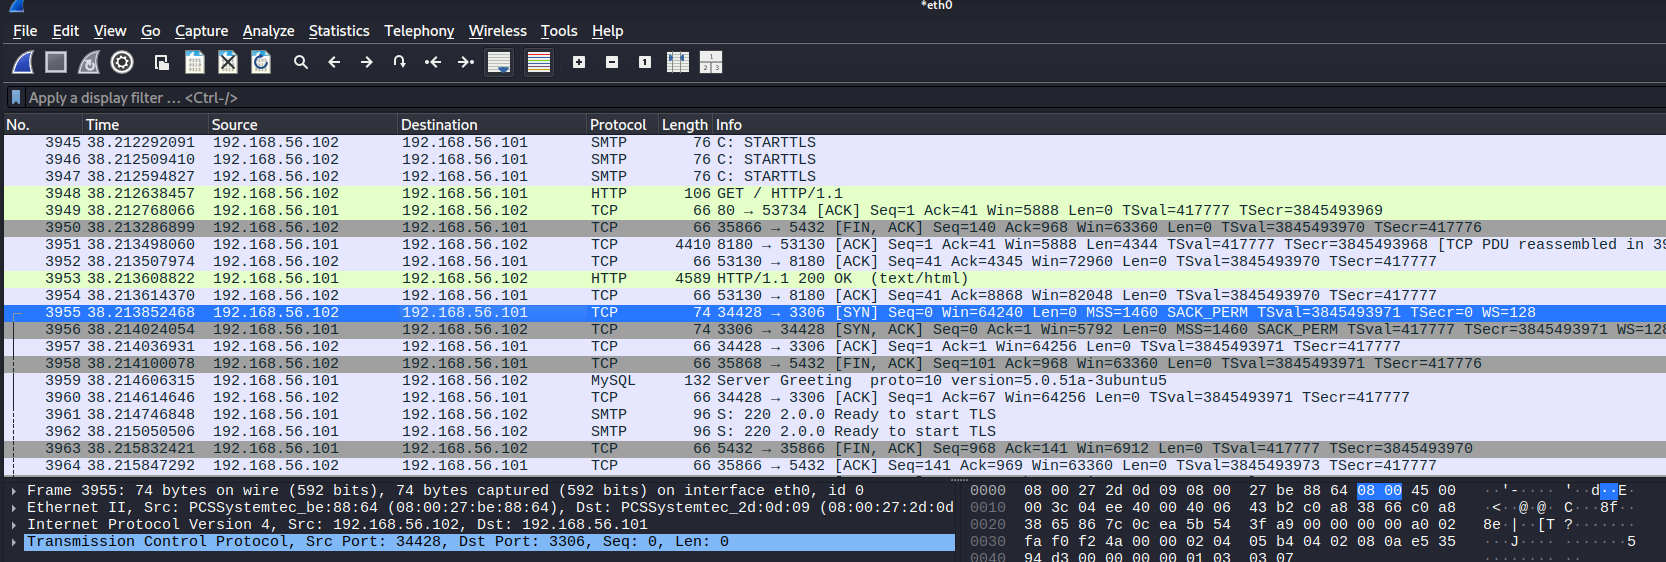 *eth0
File Edit View Go Capture Analyze Statistics Telephony Wireless Tools Help
Apply a display filter … <Ctrl-/>
No. Time Source Destination Protocol Length Info
3945 38.212292091 192.168.56.102 192.168.56.101 SMTP 76 C: STARTTLS
3946 38.212509410 192.168.56.102 192.168.56.101 SMTP 76 C: STARTTLS
3947 38.212594827 192.168.56.102 192.168.56.101 SMTP 76 C: STARTTLS
3948 38.212638457 192.168.56.102 192.168.56.101 HTTP 106 GET / HTTP/1.1
3949 38.212768066 192.168.56.101 192.168.56.102 TCP 66 80 → 53734 [ACK] Seq=1 Ack=41 Win=5888 Len=0 TSval=417777 TSecr=3845493969
3950 38.213286899 192.168.56.102 192.168.56.101 TCP 66 35866 → 5432 [FIN, ACK] Seq=140 Ack=968 Win=63360 Len=0 TSval=3845493970 TSecr=417776
3951 38.213498060 192.168.56.101 192.168.56.102 TCP 4410 8180 → 53130 [ACK] Seq=1 Ack=41 Win=5888 Len=4344 TSval=417777 TSecr=3845493968 [TCP PDU reassembled in 39
3952 38.213507974 192.168.56.102 192.168.56.101 TCP 66 53130 → 8180 [ACK] Seq=41 Ack=4345 Win=72960 Len=0 TSval=3845493970 TSecr=417777
3953 38.213608822 192.168.56.101 192.168.56.102 HTTP 4589 HTTP/1.1 200 OK (text/html)
3954 38.213614370 192.168.56.102 192.168.56.101 TCP 66 53130 → 8180 [ACK] Seq=41 Ack=8868 Win=82048 Len=0 TSval=3845493970 TSecr=417777
3955 38.213852468 192.168.56.102 192.168.56.101 TCP 74 34428 → 3306 [SYN] Seq=0 Win=64240 Len=0 MSS=1460 SACK_PERM TSval=3845493971 TSecr=0 WS=128
3956 38.214024054 192.168.56.101 192.168.56.102 TCP 74 3306 → 34428 [SYN, ACK] Seq=0 Ack=1 Win=5792 Len=0 MSS=1460 SACK_PERM TSval=417777 TSecr=3845493971 WS=128
3957 38.214036931 192.168.56.102 192.168.56.101 TCP 66 34428 → 3306 [ACK] Seq=1 Ack=1 Win=64256 Len=0 TSval=3845493971 TSecr=417777
3958 38.214100078 192.168.56.102 192.168.56.101 TCP 66 35868 → 5432 [FIN, ACK] Seq=101 Ack=968 Win=63360 Len=0 TSval=3845493971 TSecr=417776
3959 38.214606315 192.168.56.101 192.168.56.102 MySQL 132 Server Greeting proto=10 version=5.0.51a-3ubuntu5
3960 38.214614646 192.168.56.102 192.168.56.101 TCP 66 34428 → 3306 [ACK] Seq=1 Ack=67 Win=64256 Len=0 TSval=3845493971 TSecr=417777
3961 38.214746848 192.168.56.101 192.168.56.102 SMTP 96 S: 220 2.0.0 Ready to start TLS
3962 38.215050506 192.168.56.101 192.168.56.102 SMTP 96 S: 220 2.0.0 Ready to start TLS
3963 38.215832421 192.168.56.101 192.168.56.102 TCP 66 5432 → 35866 [FIN, ACK] Seq=968 Ack=141 Win=6912 Len=0 TSval=417777 TSecr=3845493970
3964 38.215847292 192.168.56.102 192.168.56.101 TCP 66 35866 → 5432 [ACK] Seq=141 Ack=969 Win=63360 Len=0 TSval=3845493973 TSecr=417777
Frame 3955: 74 bytes on wire (592 bits), 74 bytes captured (592 bits) on interface eth0, id 0
Ethernet II, Src: PCSSystemtec_be:88:64 (08:00:27:be:88:64), Dst: PCSSystemtec_2d:0d:09 (08:00:27:2d:0d
Internet Protocol Version 4, Src: 192.168.56.102, Dst: 192.168.56.101
Transmission Control Protocol, Src Port: 34428, Dst Port: 3306, Seq: 0, Len: 0
0000 08 00 27 2d 0d 09 08 00 27 be 88 64 08 00 45 00 ··'-···· '··d··E·
0010 00 3c 04 ee 40 00 40 06 43 b2 c0 a8 38 66 c0 a8 ·<··@·@· C···8f··
0020 38 65 86 7c 0c ea 5b 54 3f a9 00 00 00 00 a0 02 8e·|··[T ?·······
0030 fa f0 f2 4a 00 00 02 04 05 b4 04 02 08 0a e5 35 ···J···· ·······5
0040 94 d3 00 00 00 00 01 03 03 07 ········ ··